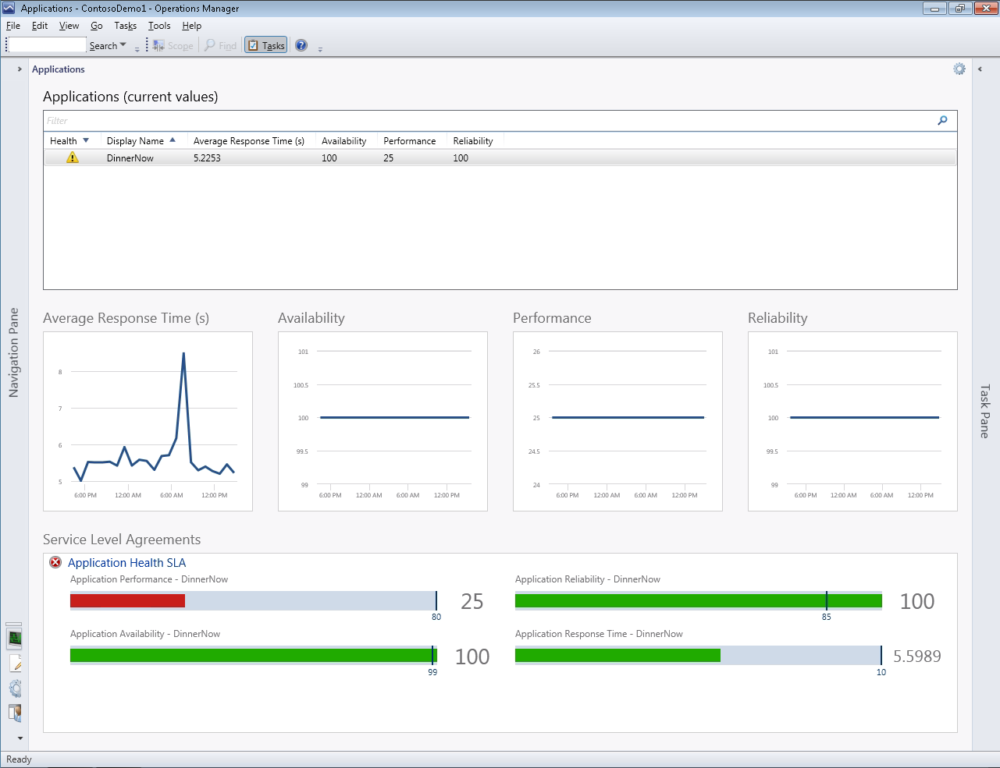 Applications - ContosoDemo1 - Operations Manager
File Edit View Go Tasks Tools Help
Search Scope Find Tasks
Applications
Applications (current values)
Filter
Health Display Name Average Response Time (s) Availability Performance Reliability
DinnerNow 5.2253 100 25 100
Navigation Pane
Task Pane
Average Response Time (s)
8
7
6
5
6:00 PM 12:00 AM 6:00 AM 12:00 PM
Availability
101
100.5
100
99.5
99
6:00 PM 12:00 AM 6:00 AM 12:00 PM
Performance
26
25.5
25
24.5
24
6:00 PM 12:00 AM 6:00 AM 12:00 PM
Reliability
101
100.5
100
99.5
99
6:00 PM 12:00 AM 6:00 AM 12:00 PM
Service Level Agreements
Application Health SLA
Application Performance - DinnerNow
25
80
Application Reliability - DinnerNow
100
85
Application Availability - DinnerNow
100
99
Application Response Time - DinnerNow
5.5989
10
Ready